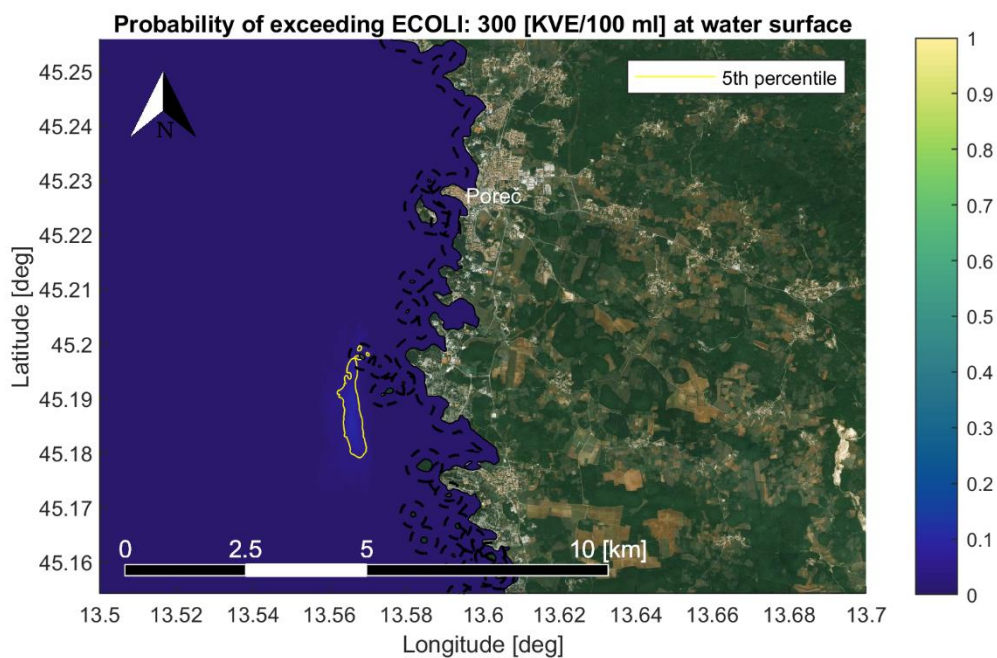 Probability of exceeding ECOLI: 300 [KVE/100 ml] at water surface
5th percentile
N
Poreč
Latitude [deg]
45.25
45.24
45.23
45.22
45.21
45.2
45.19
45.18
45.17
45.16
0 2.5 5 10 [km]
13.5 13.52 13.54 13.56 13.58 13.6 13.62 13.64 13.66 13.68 13.7
Longitude [deg]
1
0.9
0.8
0.7
0.6
0.5
0.4
0.3
0.2
0.1
0